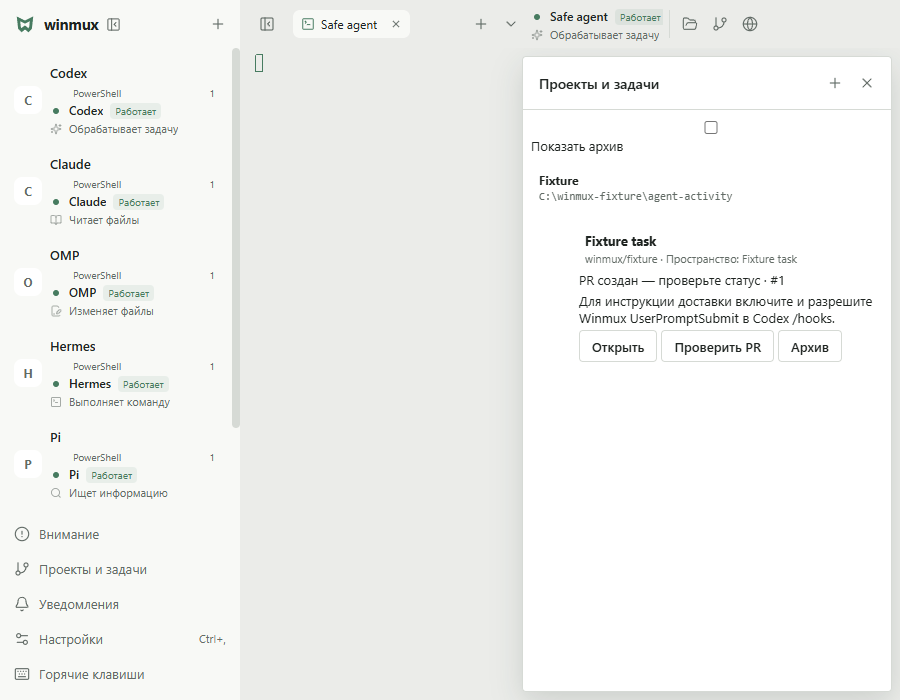 winmux
Codex
C
PowerShell
1
Codex Работает
Обрабатывает задачу
Claude
C
PowerShell
1
Claude Работает
Читает файлы
OMP
O
PowerShell
1
OMP Работает
Изменяет файлы
Hermes
H
PowerShell
1
Hermes Работает
Выполняет команду
Pi
P
PowerShell
1
Pi Работает
Ищет информацию
Внимание
Проекты и задачи
Уведомления
Настройки Ctrl+,
Горячие клавиши
Safe agent
Safe agent Работает
Обрабатывает задачу
Проекты и задачи
Показать архив
Fixture
C:\winmux-fixture\agent-activity
Fixture task
winmux/fixture · Пространство: Fixture task
PR создан — проверьте статус · #1
Для инструкции доставки включите и разрешите
Winmux UserPromptSubmit в Codex /hooks.
Открыть Проверить PR Архив